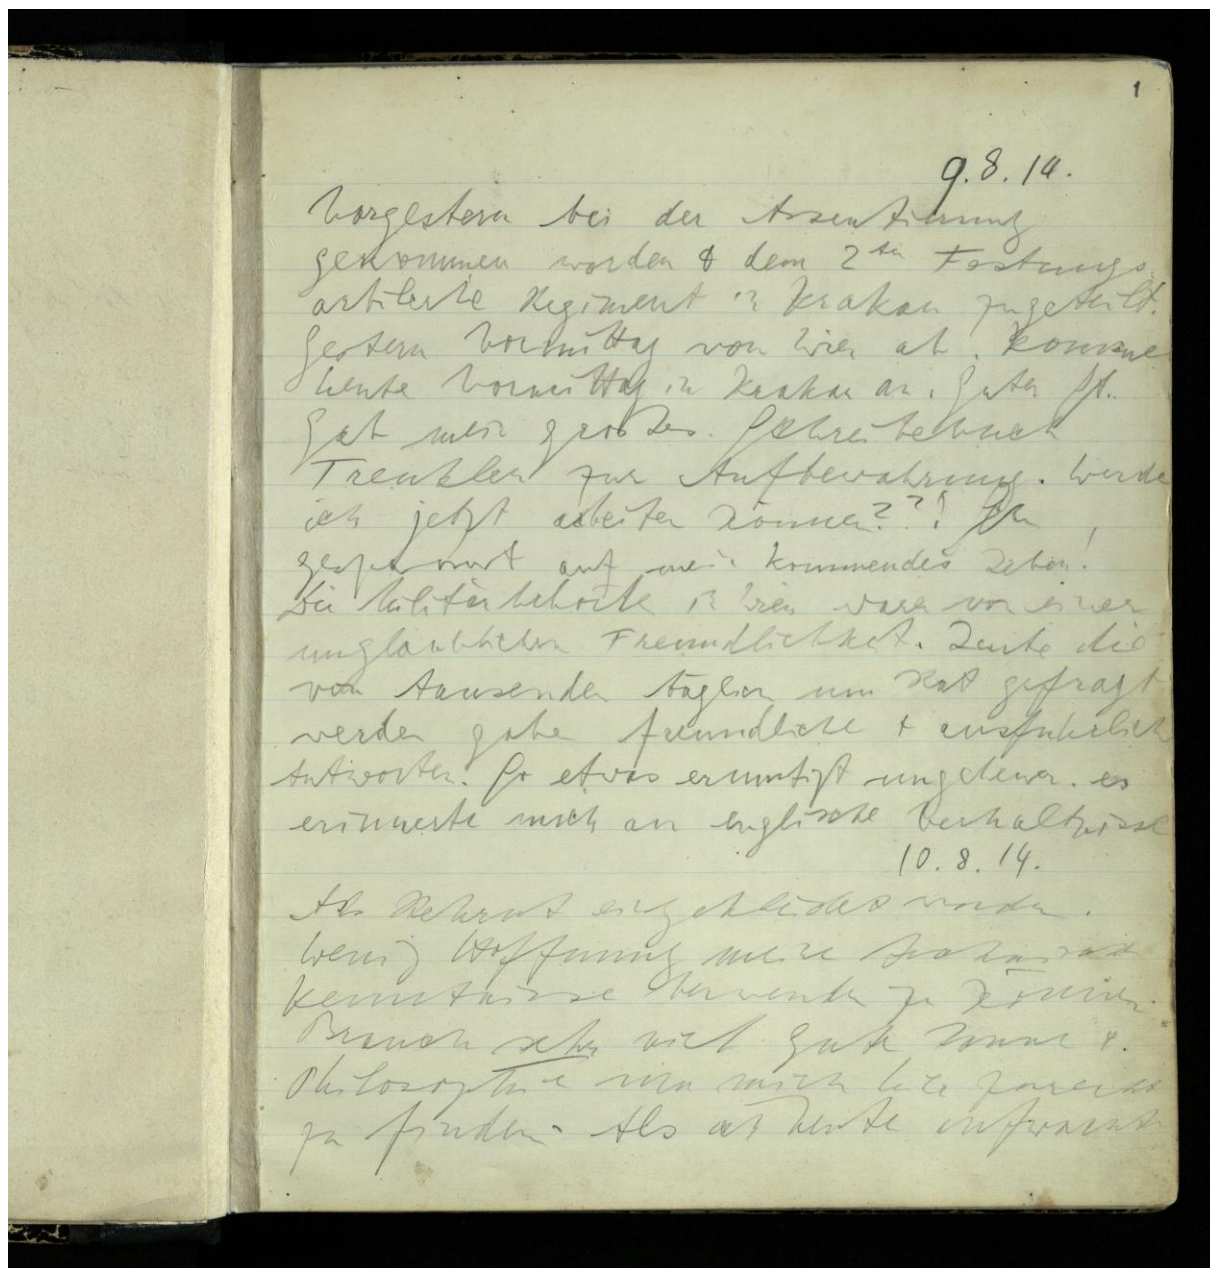 1
9.8.14.
Vorgestern bei der Assentierung
genommen worden & dem 2ten Festungs-
artillerie Regiment in Krakau zugeteilt.
Gestern Vormittag von Wien ab. Komme
heute Vormittag in Krakau an. Guter St.
Gab mein großes Schreibebuch
Trenkler zur Aufbewahrung. Werde
ich jetzt arbeiten können??! Bin
gespannt auf mein kommendes Leben!
Die Militärbehörde in Wien waren von einer
unglaublichen Freundlichkeit. Leute die
von tausenden täglich um Rat gefragt
werden gaben freundliche & ausführliche
Antworten. So etwas ermutigt ungeheuer. es
erinnerte mich an englische Verhältnisse
10.8.14.
Als Rekrut eingekleidet worden.
Wenig Hoffnung meine technischen
Kenntnisse verwenden zu können.
Brauche sehr viel gute Laune &
Philosophie um mich hier zurecht
zu finden. Als ich heute aufwachte